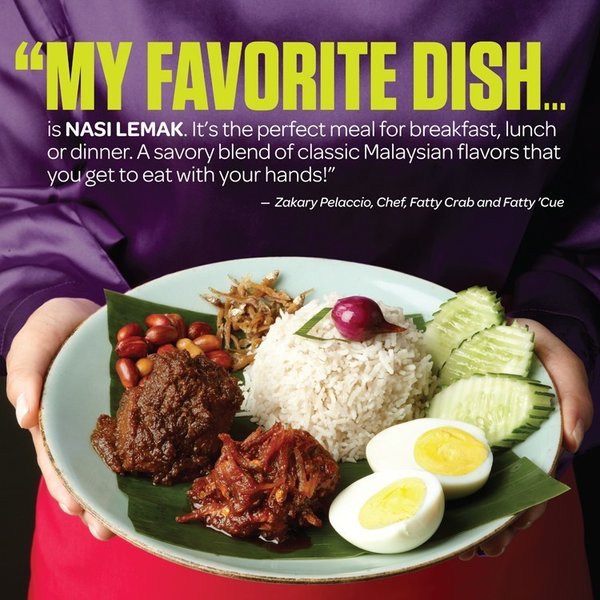 “MY FAVORITE DISH...
is NASI LEMAK. It’s the perfect meal for breakfast, lunch
or dinner. A savory blend of classic Malaysian flavors that
you get to eat with your hands!”
– Zakary Pelaccio, Chef, Fatty Crab and Fatty ’Cue